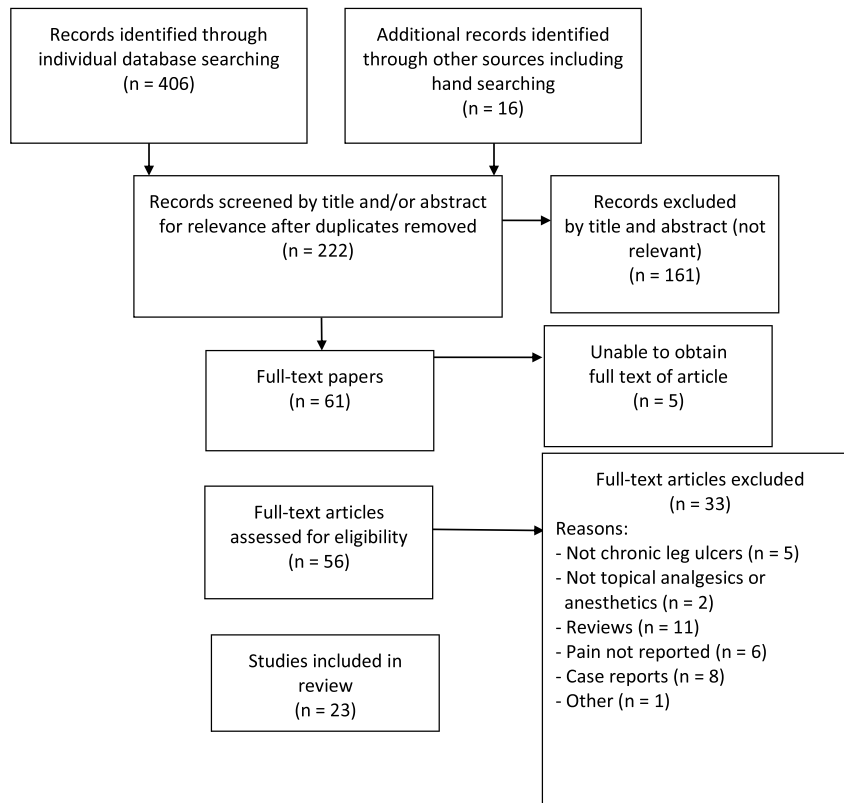 Records identified through
individual database searching
(n = 406)
Additional records identified
through other sources including
hand searching
(n = 16)
Records screened by title and/or abstract
for relevance after duplicates removed
(n = 222)
Records excluded
by title and abstract (not
relevant)
(n = 161)
Full-text papers
(n = 61)
Unable to obtain
full text of article
(n = 5)
Full-text articles
assessed for eligibility
(n = 56)
Full-text articles excluded
(n = 33)
Reasons:
- Not chronic leg ulcers (n = 5)
- Not topical analgesics or
anesthetics (n = 2)
- Reviews (n = 11)
- Pain not reported (n = 6)
- Case reports (n = 8)
- Other (n = 1)
Studies included in
review
(n = 23)